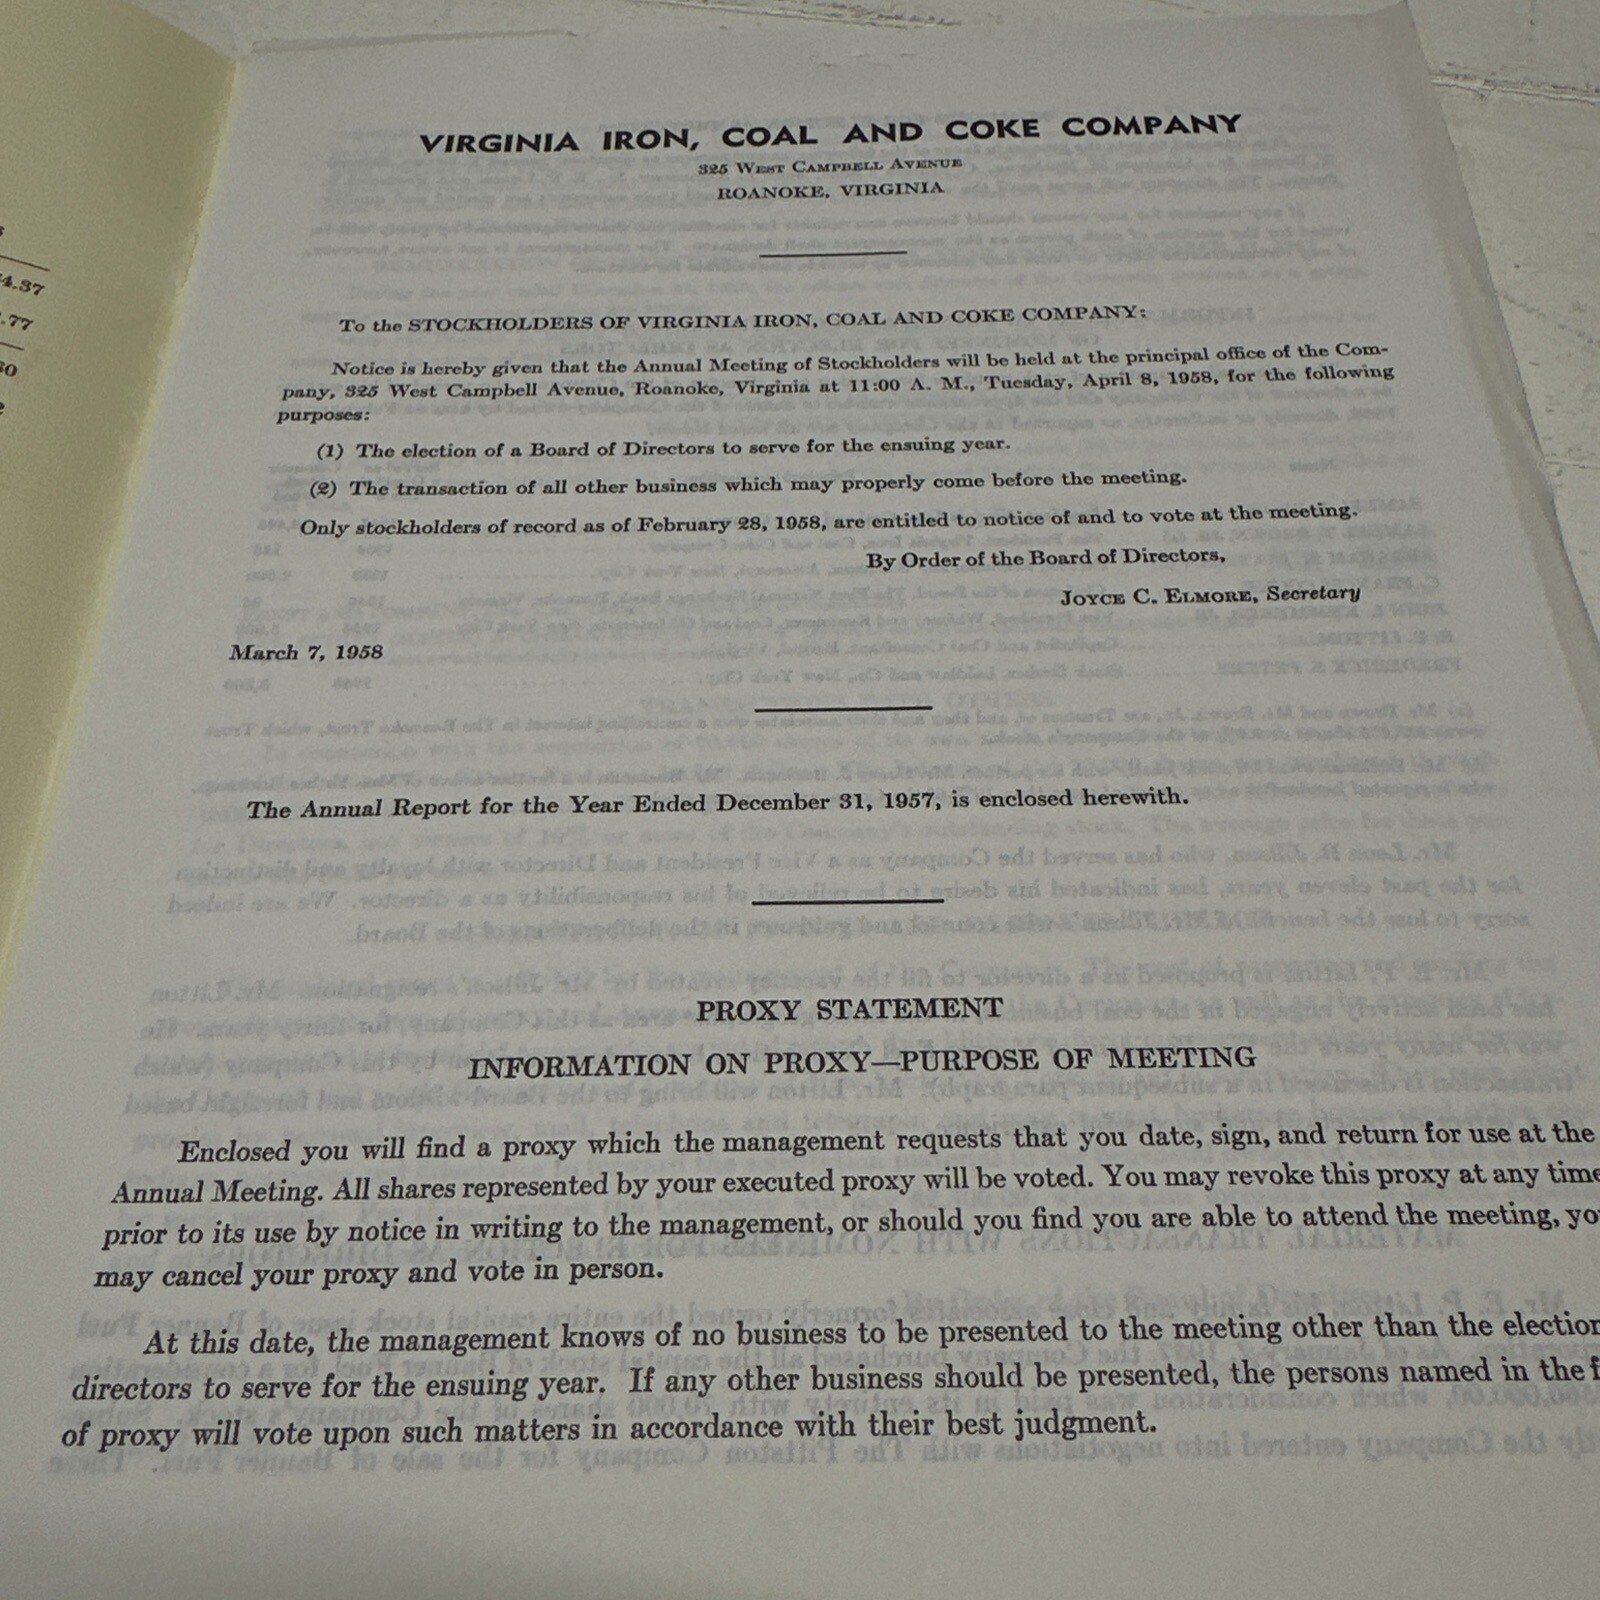 VIRGINIA IRON, COAL AND COKE COMPANY
325 West Campbell Avenue
ROANOKE, VIRGINIA
4.37
.77
To the STOCKHOLDERS OF VIRGINIA IRON, COAL AND COKE COMPANY:
Notice is hereby given that the Annual Meeting of Stockholders will be held at the principal office of the Com-
pany, 325 West Campbell Avenue, Roanoke, Virginia at 11:00 A. M., Tuesday, April 8, 1958, for the following
purposes:
(1) The election of a Board of Directors to serve for the ensuing year.
(2) The transaction of all other business which may properly come before the meeting.
Only stockholders of record as of February 28, 1958, are entitled to notice of and to vote at the meeting.
By Order of the Board of Directors,
Joyce C. Elmore, Secretary
March 7, 1958
The Annual Report for the Year Ended December 31, 1957, is enclosed herewith.
PROXY STATEMENT
INFORMATION ON PROXY—PURPOSE OF MEETING
Enclosed you will find a proxy which the management requests that you date, sign, and return for use at the
Annual Meeting. All shares represented by your executed proxy will be voted. You may revoke this proxy at any time
prior to its use by notice in writing to the management, or should you find you are able to attend the meeting, yo
may cancel your proxy and vote in person.
At this date, the management knows of no business to be presented to the meeting other than the election
directors to serve for the ensuing year. If any other business should be presented, the persons named in the f
of proxy will vote upon such matters in accordance with their best judgment.